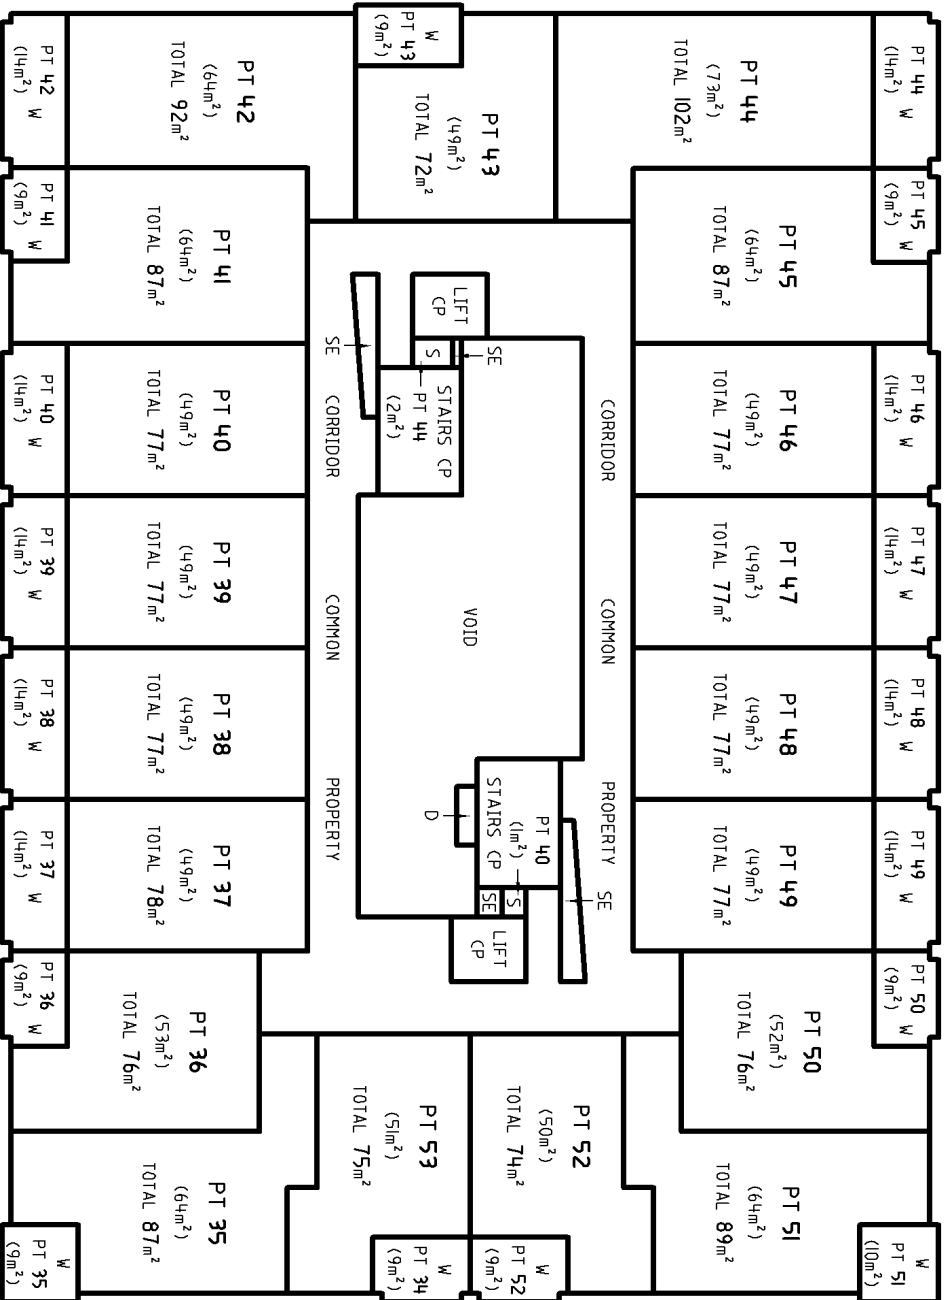 PT 44 W
(14m²)
PT 45 W
(9m²)
PT 46 W
(14m²)
PT 47 W
(14m²)
PT 48 W
(14m²)
PT 49 W
(14m²)
PT 50 W
(9m²)
W
PT 51
(10m²)
PT 44
(73m²)
TOTAL 102m²
PT 45
(64m²)
TOTAL 87m²
PT 46
(49m²)
TOTAL 77m²
PT 47
(49m²)
TOTAL 77m²
PT 48
(49m²)
TOTAL 77m²
PT 49
(49m²)
TOTAL 77m²
PT 50
(52m²)
TOTAL 76m²
PT 51
(64m²)
TOTAL 89m²
CORRIDOR COMMON PROPERTY
SE
PT 43
(49m²)
TOTAL 72m²
W
PT 43
(9m²)
LIFT
CP
SE
S
STAIRS CP
PT 44
(2m²)
SE
VOID
PT 40
(1m²)
STAIRS CP
D
S
SE
LIFT
CP
PT 52
(50m²)
TOTAL 74m²
W
PT 52
(9m²)
PT 53
(51m²)
TOTAL 75m²
W
PT 34
(9m²)
CORRIDOR COMMON PROPERTY
PT 42
(64m²)
TOTAL 92m²
PT 41
(64m²)
TOTAL 87m²
PT 40
(49m²)
TOTAL 77m²
PT 39
(49m²)
TOTAL 77m²
PT 38
(49m²)
TOTAL 77m²
PT 37
(49m²)
TOTAL 78m²
PT 36
(53m²)
TOTAL 76m²
PT 35
(64m²)
TOTAL 87m²
PT 42 W
(14m²)
PT 41 W
(9m²)
PT 40 W
(14m²)
PT 39 W
(14m²)
PT 38 W
(14m²)
PT 37 W
(14m²)
PT 36 W
(9m²)
W
PT 35
(9m²)